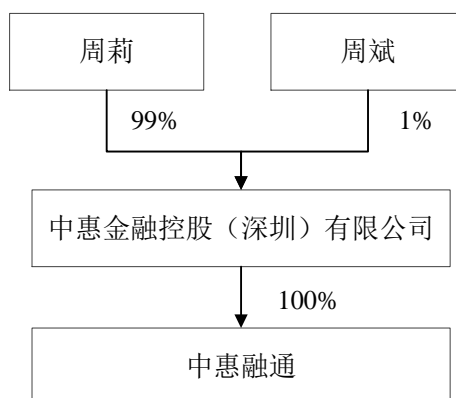 周莉
周斌
99%
1%
中惠金融控股（深圳）有限公司
100%
中惠融通